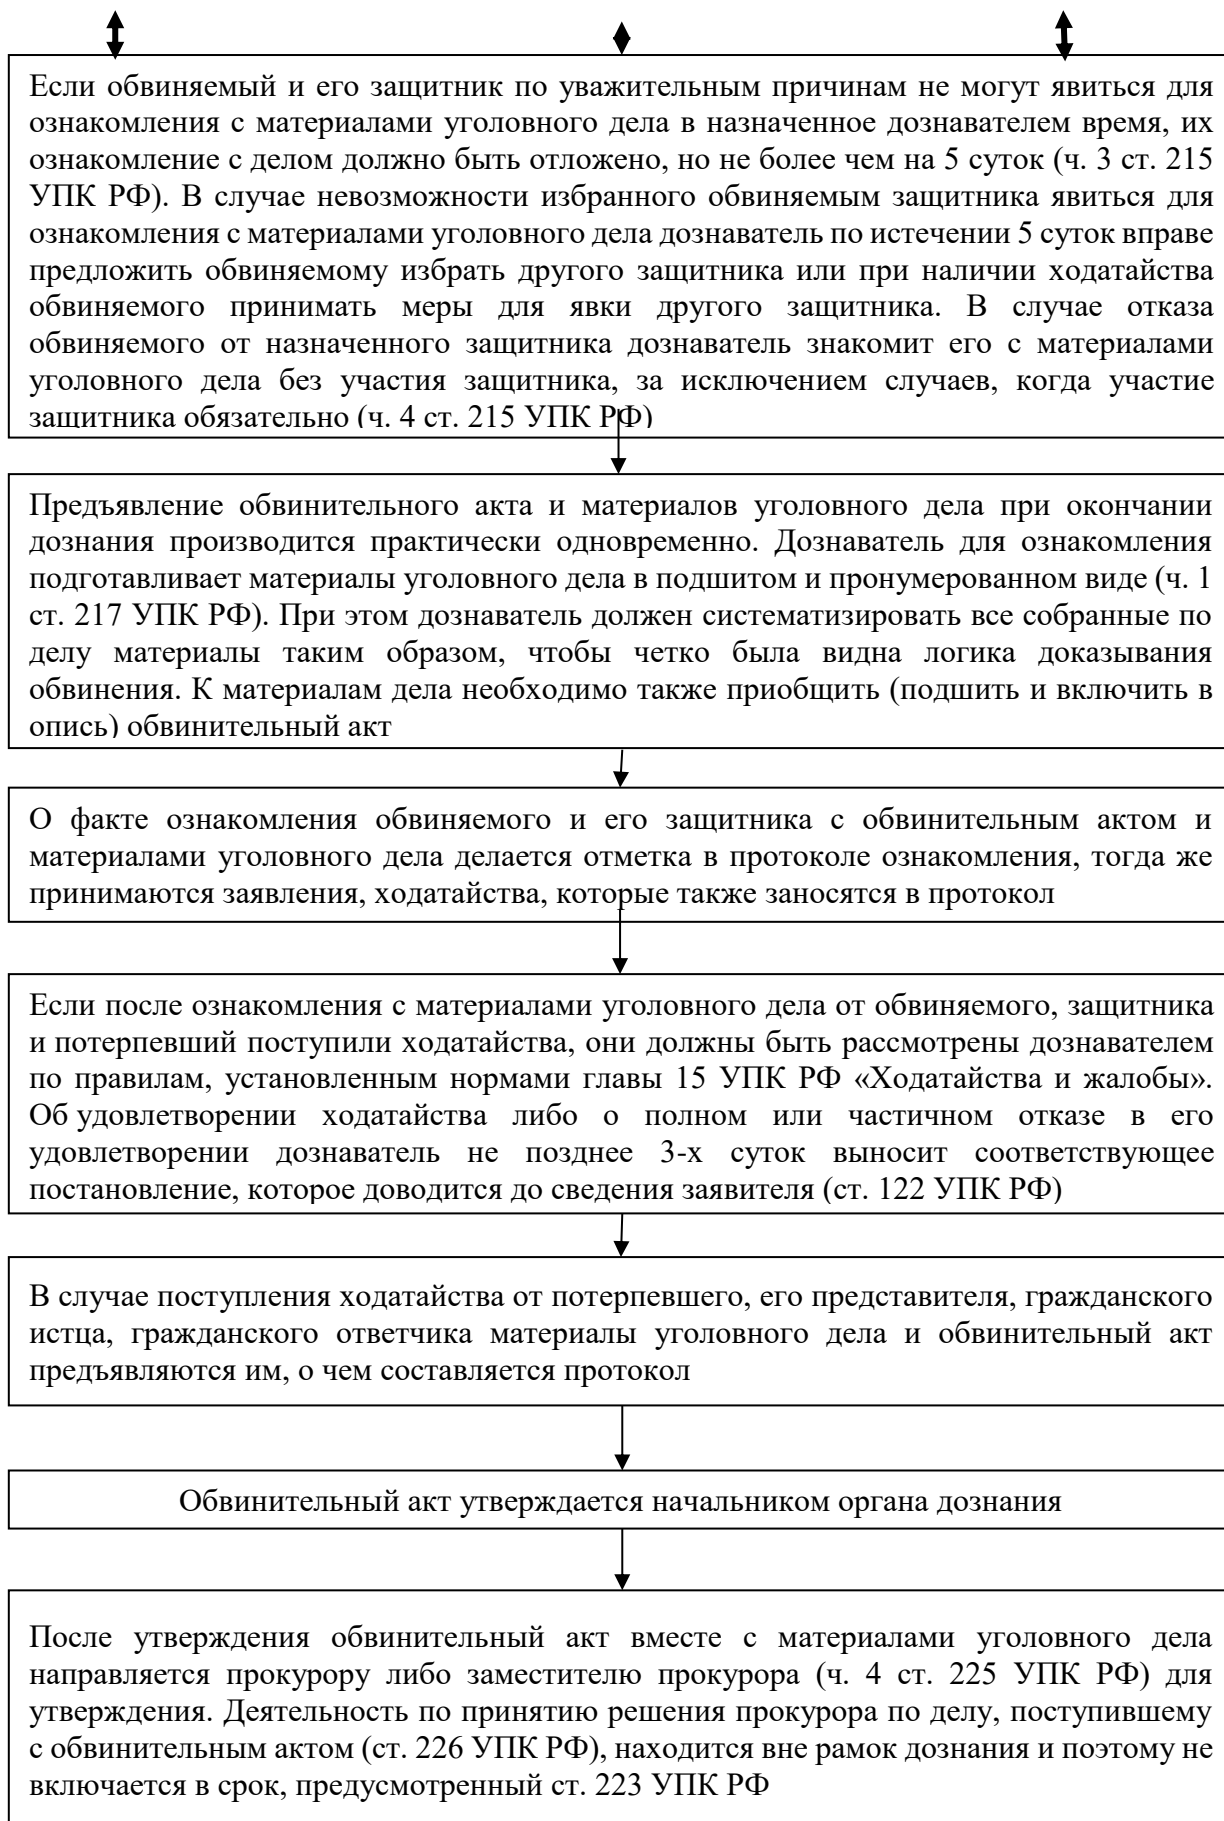 Если обвиняемый и его защитник по уважительным причинам не могут явиться для
ознакомления с материалами уголовного дела в назначенное дознавателем время, их
ознакомление с делом должно быть отложено, но не более чем на 5 суток (ч. 3 ст. 215
УПК РФ). В случае невозможности избранного обвиняемым защитника явиться для
ознакомления с материалами уголовного дела дознаватель по истечении 5 суток вправе
предложить обвиняемому избрать другого защитника или при наличии ходатайства
обвиняемого принимать меры для явки другого защитника. В случае отказа
обвиняемого от назначенного защитника дознаватель знакомит его с материалами
уголовного дела без участия защитника, за исключением случаев, когда участие
защитника обязательно (ч. 4 ст. 215 УПК РФ)
Предъявление обвинительного акта и материалов уголовного дела при окончании
дознания производится практически одновременно. Дознаватель для ознакомления
подготавливает материалы уголовного дела в подшитом и пронумерованном виде (ч. 1
ст. 217 УПК РФ). При этом дознаватель должен систематизировать все собранные по
делу материалы таким образом, чтобы четко была видна логика доказывания
обвинения. К материалам дела необходимо также приобщить (подшить и включить в
опись) обвинительный акт
О факте ознакомления обвиняемого и его защитника с обвинительным актом и
материалами уголовного дела делается отметка в протоколе ознакомления, тогда же
принимаются заявления, ходатайства, которые также заносятся в протокол
Если после ознакомления с материалами уголовного дела от обвиняемого, защитника
и потерпевший поступили ходатайства, они должны быть рассмотрены дознавателем
по правилам, установленным нормами главы 15 УПК РФ «Ходатайства и жалобы».
Об удовлетворении ходатайства либо о полном или частичном отказе в его
удовлетворении дознаватель не позднее 3-х суток выносит соответствующее
постановление, которое доводится до сведения заявителя (ст. 122 УПК РФ)
В случае поступления ходатайства от потерпевшего, его представителя, гражданского
истца, гражданского ответчика материалы уголовного дела и обвинительный акт
предъявляются им, о чем составляется протокол
Обвинительный акт утверждается начальником органа дознания
После утверждения обвинительный акт вместе с материалами уголовного дела
направляется прокурору либо заместителю прокурора (ч. 4 ст. 225 УПК РФ) для
утверждения. Деятельность по принятию решения прокурора по делу, поступившему
с обвинительным актом (ст. 226 УПК РФ), находится вне рамок дознания и поэтому не
включается в срок, предусмотренный ст. 223 УПК РФ